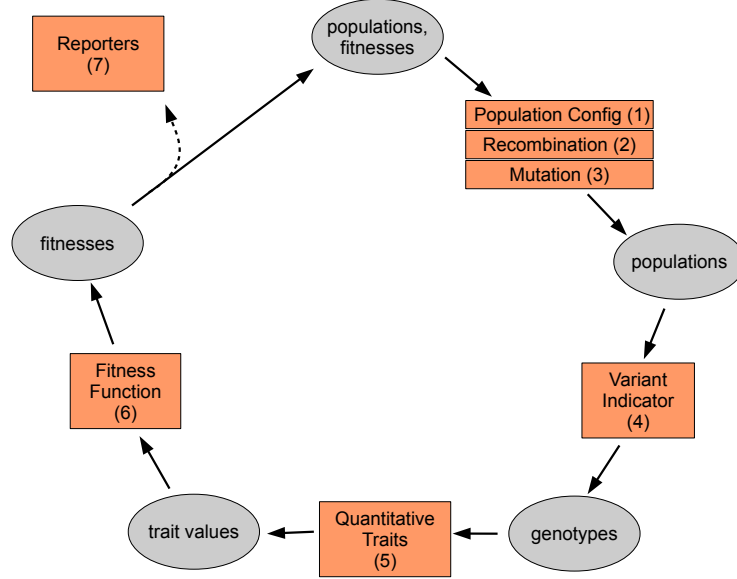 Reporters
(7)
populations,
fitnesses
Population Config (1)
Recombination (2)
Mutation (3)
fitnesses
populations
Fitness
Function
(6)
Variant
Indicator
(4)
trait values
Quantitative
Traits
(5)
genotypes